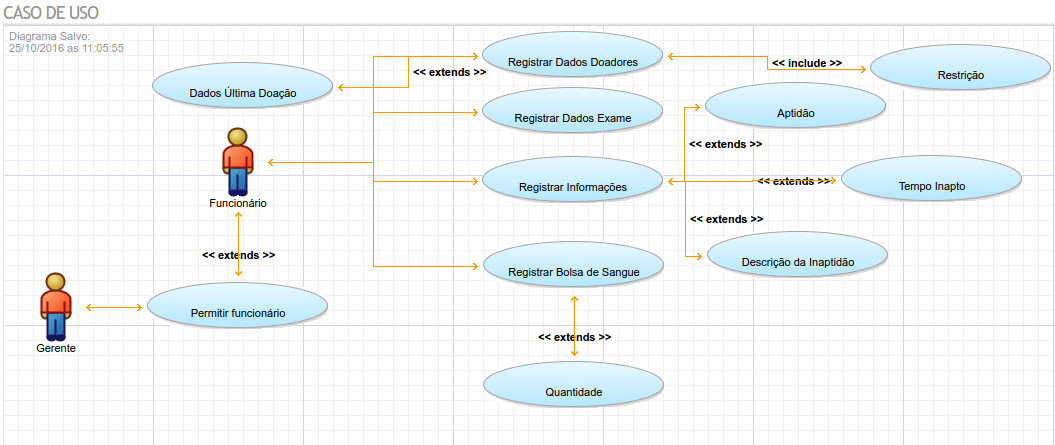 CASO DE USO
Diagrama Salvo:
25/10/2016 as 11:05:55
Registrar Dados Doadores
<< include >>
Restrição
<< extends >>
Dados Última Doação
Registrar Dados Exame
Aptidão
<< extends >>
Funcionário
Registrar Informações
<< extends >>
Tempo Inapto
<< extends >>
<< extends >>
Registrar Bolsa de Sangue
Descrição da Inaptidão
Permitir funcionário
Gerente
<< extends >>
Quantidade